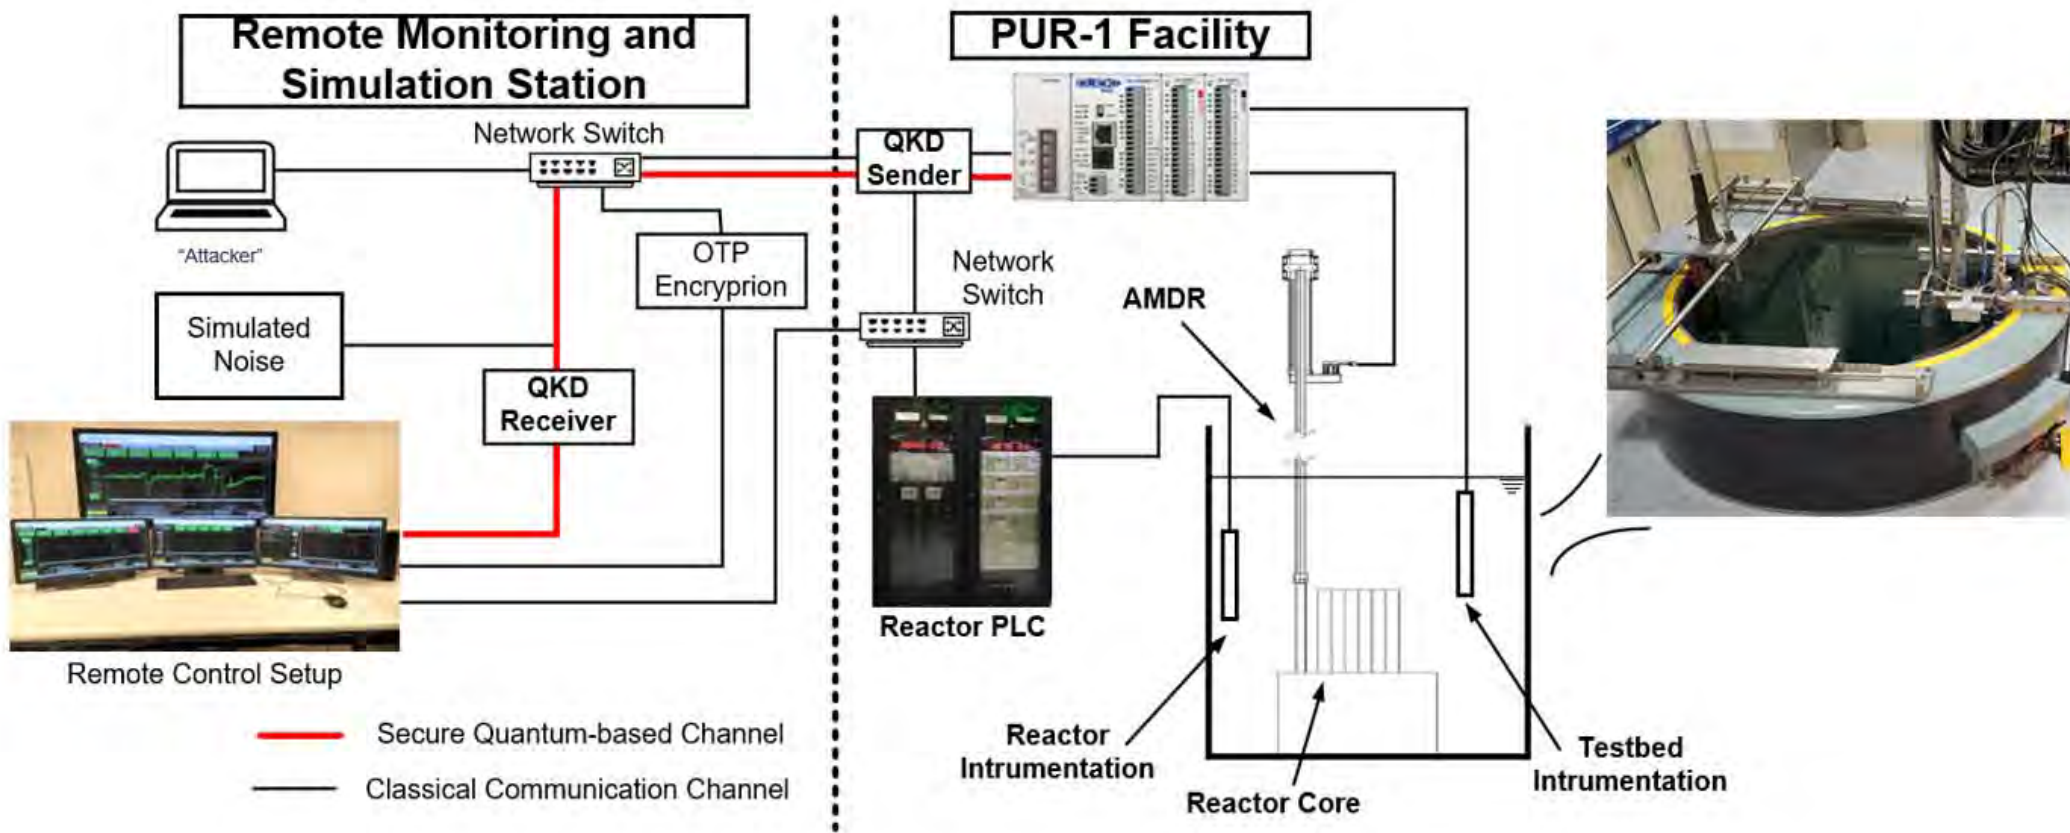 Remote Monitoring and
Simulation Station
PUR-1 Facility
Network Switch
QKD
Sender
"Attacker"
OTP
Encryprion
Network
Switch
AMDR
Simulated
Noise
QKD
Receiver
Reactor PLC
Remote Control Setup
Secure Quantum-based Channel
Classical Communication Channel
Reactor
Intrumentation
Reactor Core
Testbed
Intrumentation